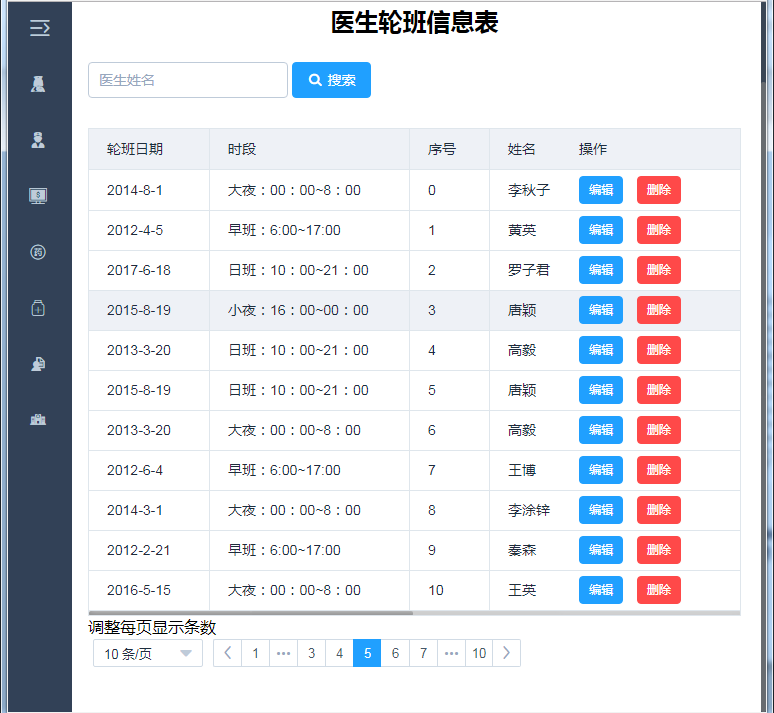 医生轮班信息表
医生姓名 搜索
轮班日期 时段 序号 姓名 操作
2014-8-1 大夜：00：00~8：00 0 李秋子 编辑 删除
2012-4-5 早班：6:00~17:00 1 黄英 编辑 删除
2017-6-18 日班：10：00~21：00 2 罗子君 编辑 删除
2015-8-19 小夜：16：00~00：00 3 唐颖 编辑 删除
2013-3-20 日班：10：00~21：00 4 高毅 编辑 删除
2015-8-19 日班：10：00~21：00 5 唐颖 编辑 删除
2013-3-20 大夜：00：00~8：00 6 高毅 编辑 删除
2012-6-4 早班：6:00~17:00 7 王博 编辑 删除
2014-3-1 大夜：00：00~8：00 8 李涂锌 编辑 删除
2012-2-21 早班：6:00~17:00 9 秦森 编辑 删除
2016-5-15 大夜：00：00~8：00 10 王英 编辑 删除
调整每页显示条数
10 条/页 1 ••• 3 4 5 6 7 ••• 10